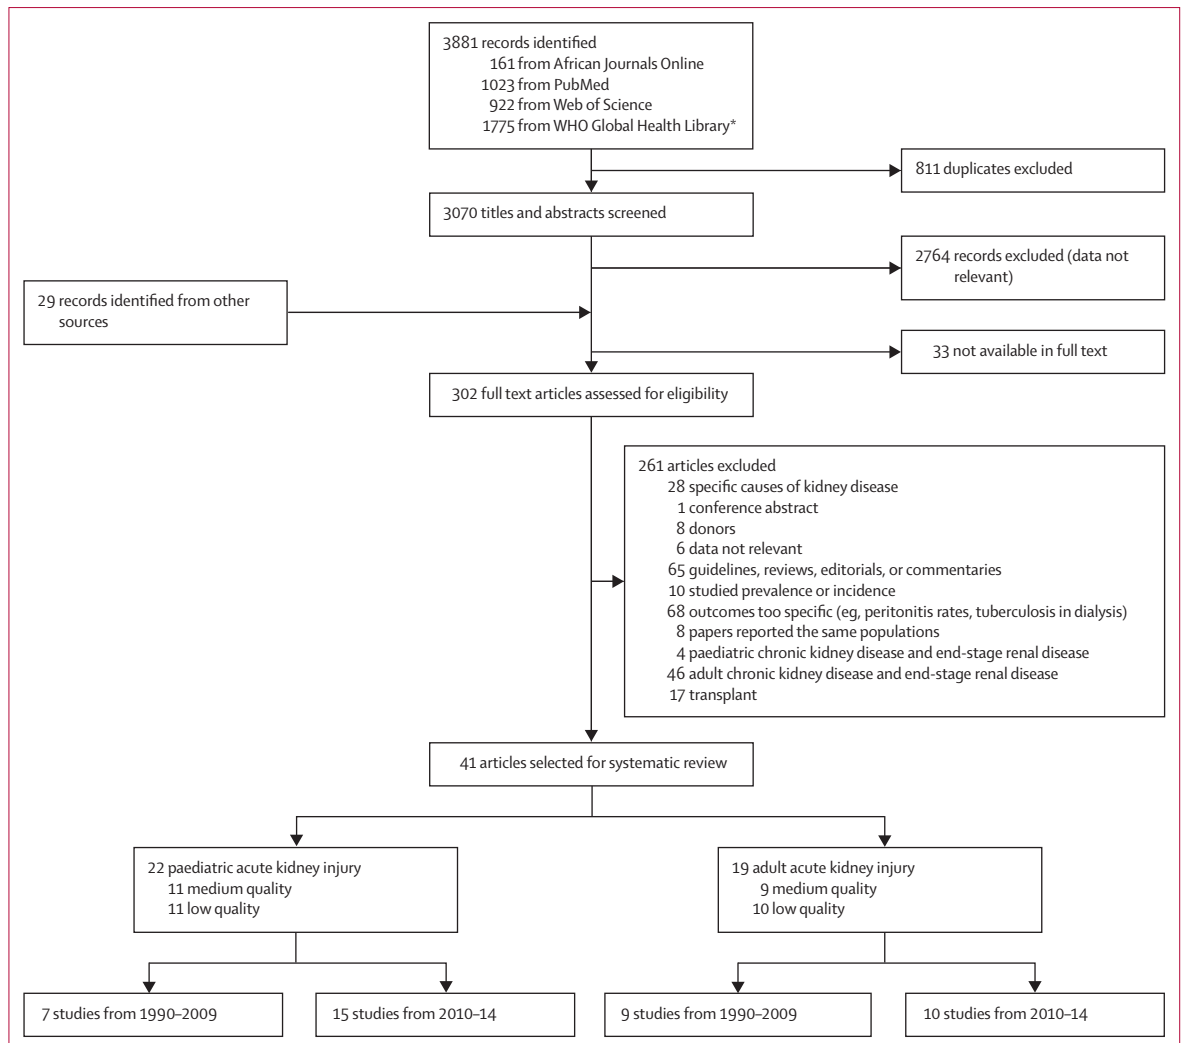 3881 records identified
161 from African Journals Online
1023 from PubMed
922 from Web of Science
1775 from WHO Global Health Library*
811 duplicates excluded
3070 titles and abstracts screened
2764 records excluded (data not
relevant)
29 records identified from other
sources
33 not available in full text
302 full text articles assessed for eligibility
261 articles excluded
28 specific causes of kidney disease
1 conference abstract
8 donors
6 data not relevant
65 guidelines, reviews, editorials, or commentaries
10 studied prevalence or incidence
68 outcomes too specific (eg, peritonitis rates, tuberculosis in dialysis)
8 papers reported the same populations
4 paediatric chronic kidney disease and end-stage renal disease
46 adult chronic kidney disease and end-stage renal disease
17 transplant
41 articles selected for systematic review
22 paediatric acute kidney injury
11 medium quality
11 low quality
19 adult acute kidney injury
9 medium quality
10 low quality
7 studies from 1990–2009
15 studies from 2010–14
9 studies from 1990–2009
10 studies from 2010–14